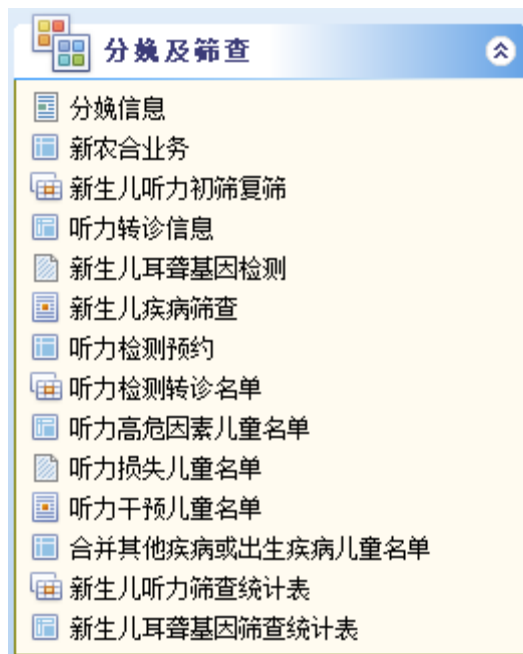 分娩及筛查
分娩信息
新农合业务
新生儿听力初筛复筛
听力转诊信息
新生儿耳聋基因检测
新生儿疾病筛查
听力检测预约
听力检测转诊名单
听力高危因素儿童名单
听力损失儿童名单
听力干预儿童名单
合并其他疾病或出生疾病儿童名单
新生儿听力筛查统计表
新生儿耳聋基因筛查统计表